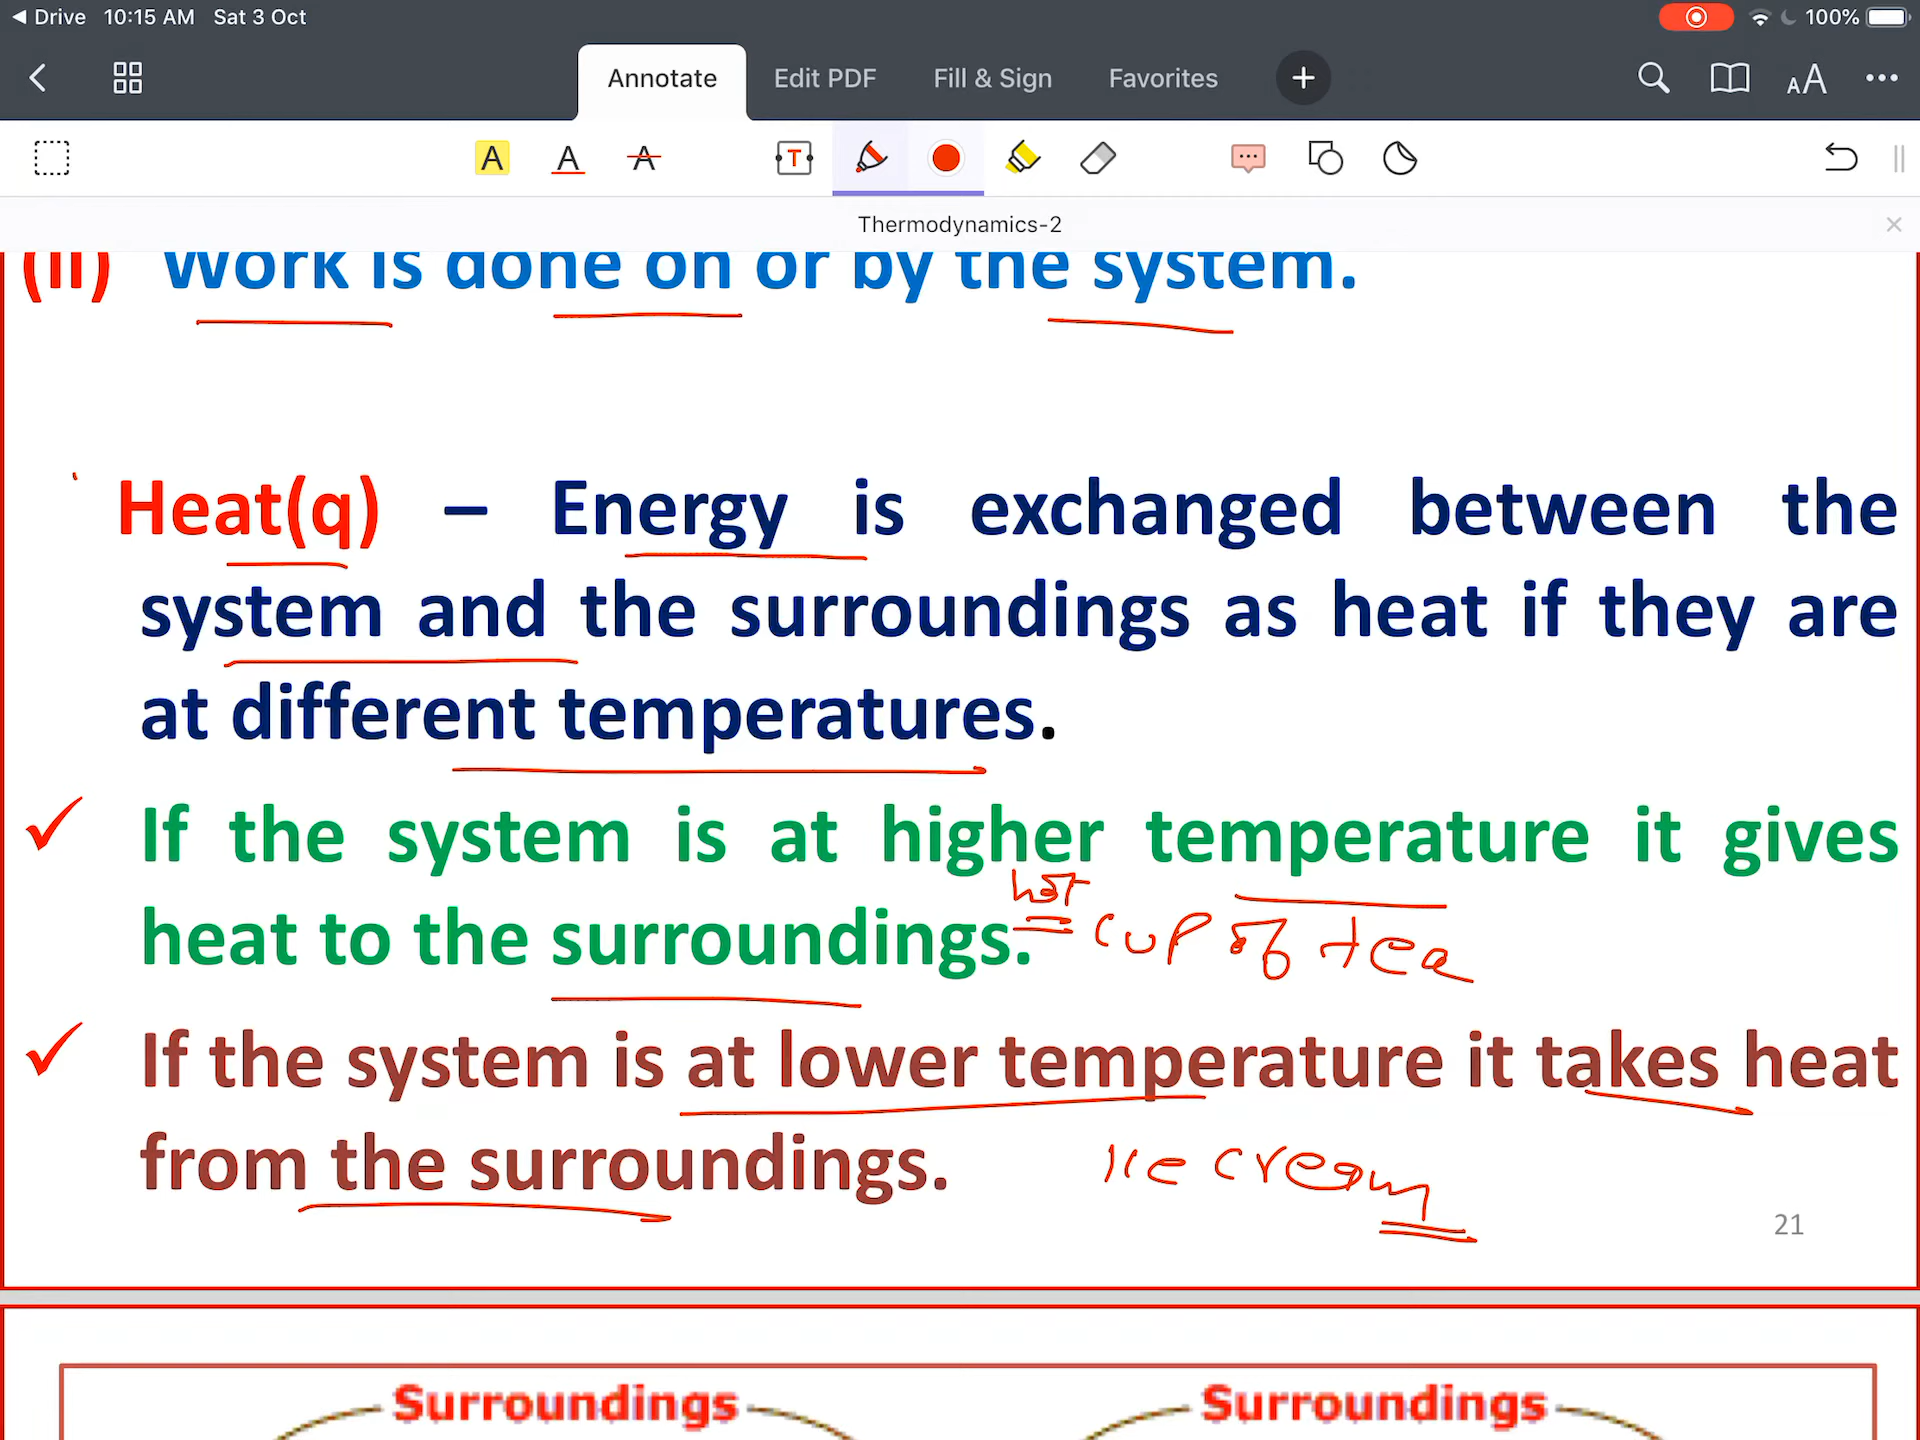 Drive 10:15 AM Sat 3 Oct 100%
Annotate Edit PDF Fill & Sign Favorites
AA
A A A T
Thermodynamics-2
(ii) Work is done on or by the system.
Heat(q) – Energy is exchanged between the
system and the surroundings as heat if they are
at different temperatures.
If the system is at higher temperature it gives
hot
heat to the surroundings. cup of tea
If the system is at lower temperature it takes heat
from the surroundings. Ice cream
21
Surroundings Surroundings